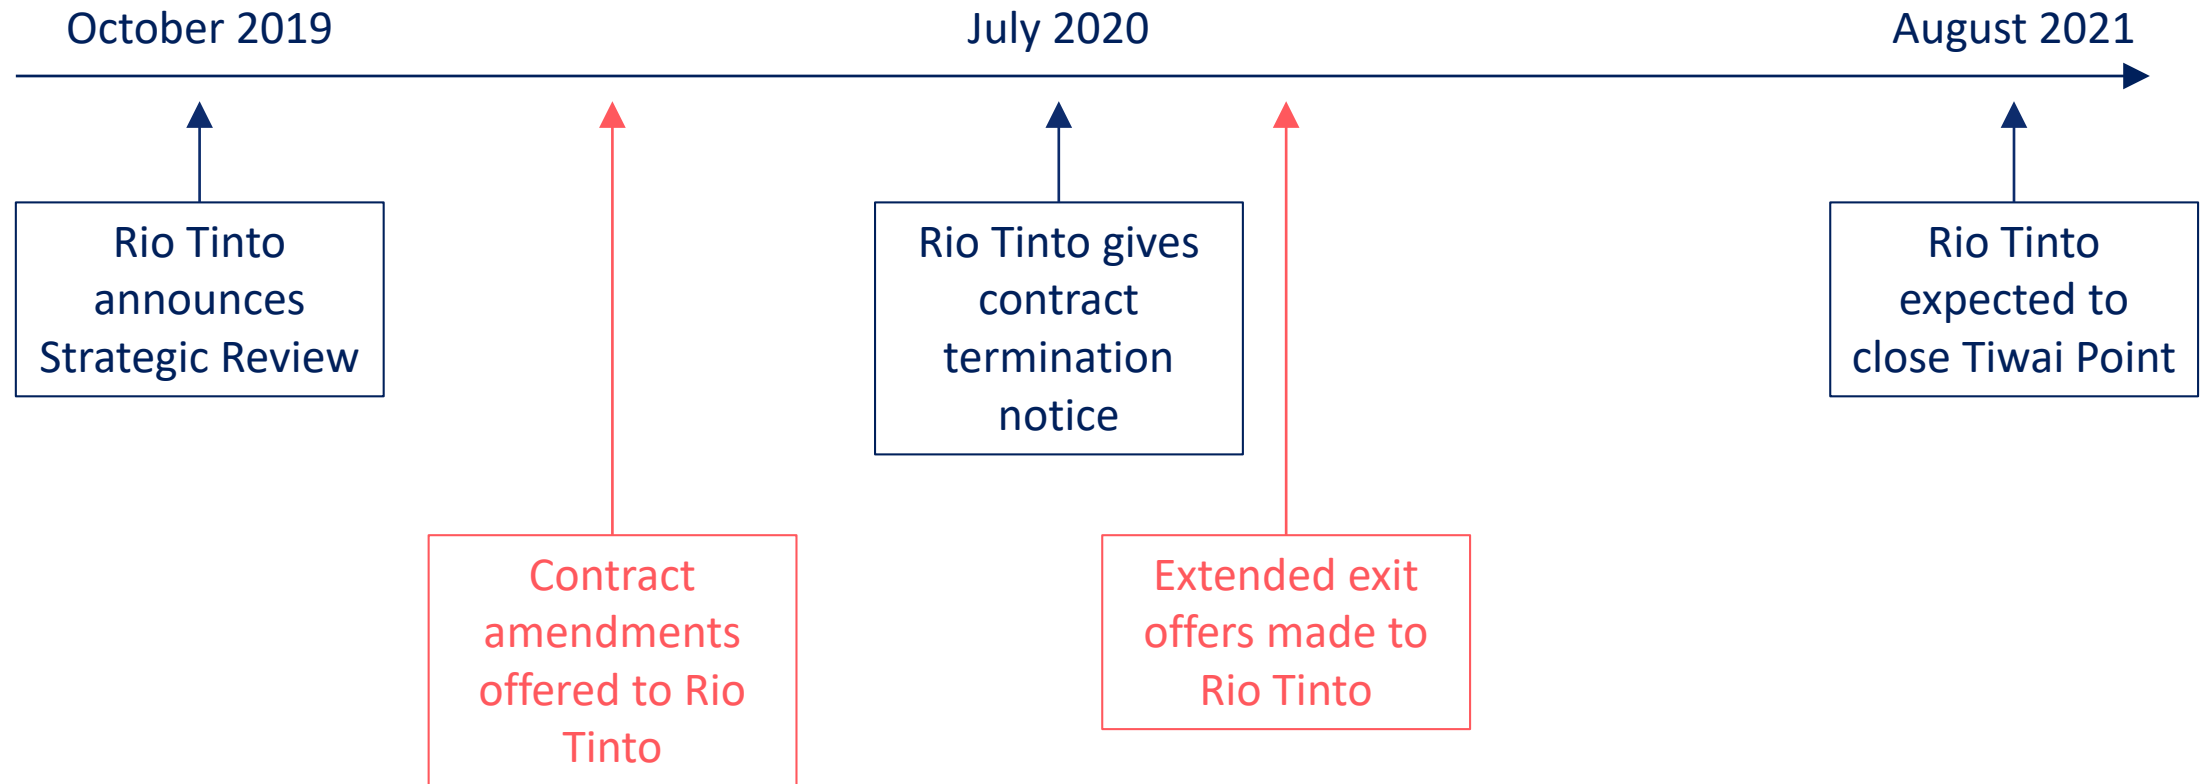 October 2019
July 2020
August 2021
Rio Tinto
announces
Strategic Review
Rio Tinto gives
contract
termination
notice
Rio Tinto
expected to
close Tiwai Point
Contract
amendments
offered to Rio
Tinto
Extended exit
offers made to
Rio Tinto